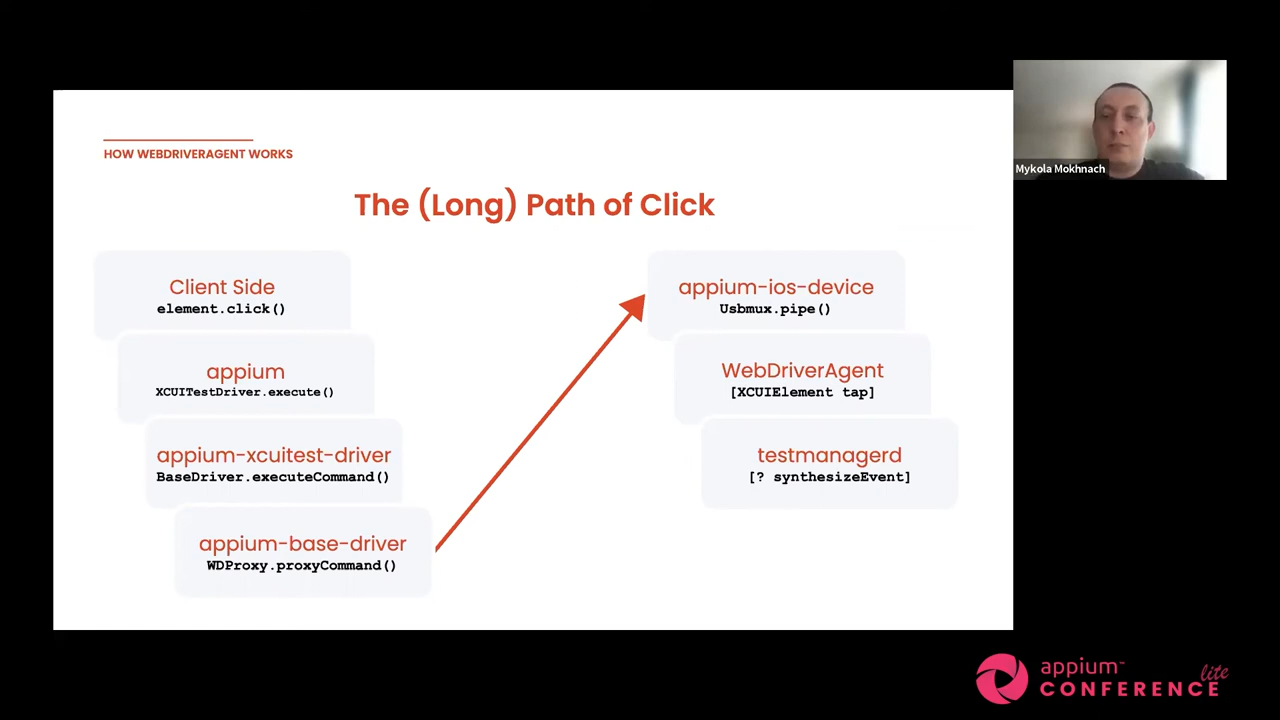 HOW WEBDRIVERAGENT WORKS
The (Long) Path of Click
Client Side
element.click()
appium
XCUITestDriver.execute()
appium-xcuitest-driver
BaseDriver.executeCommand()
appium-base-driver
WDProxy.proxyCommand()
appium-ios-device
Usbmux.pipe()
WebDriverAgent
[XCUIElement tap]
testmanagerd
[? synthesizeEvent]
Mykola Mokhnach
appium™
CONFERENCE lite